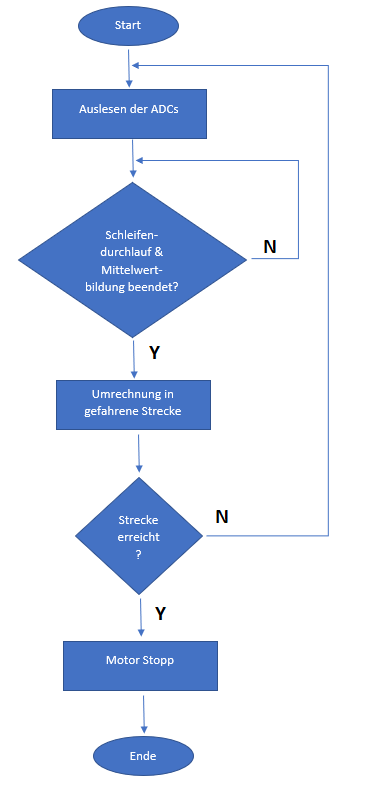 Start
Auslesen der ADCs
Schleifen-
durchlauf &
Mittelwert-
bildung beendet?
N
Y
Umrechnung in
gefahrene Strecke
Strecke
erreicht
?
N
Y
Motor Stopp
Ende